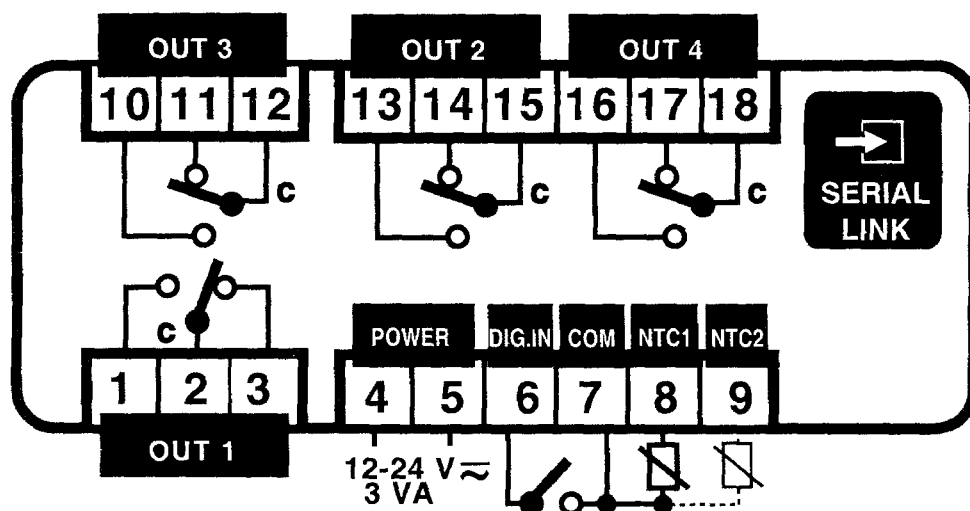 OUT 3 OUT 2 OUT 4
10 11 12 13 14 15 16 17 18
c c c
SERIAL
LINK
c
POWER DIG.IN COM NTC1 NTC2
1 2 3 4 5 6 7 8 9
OUT 1
12-24 V ⎓~
3 VA